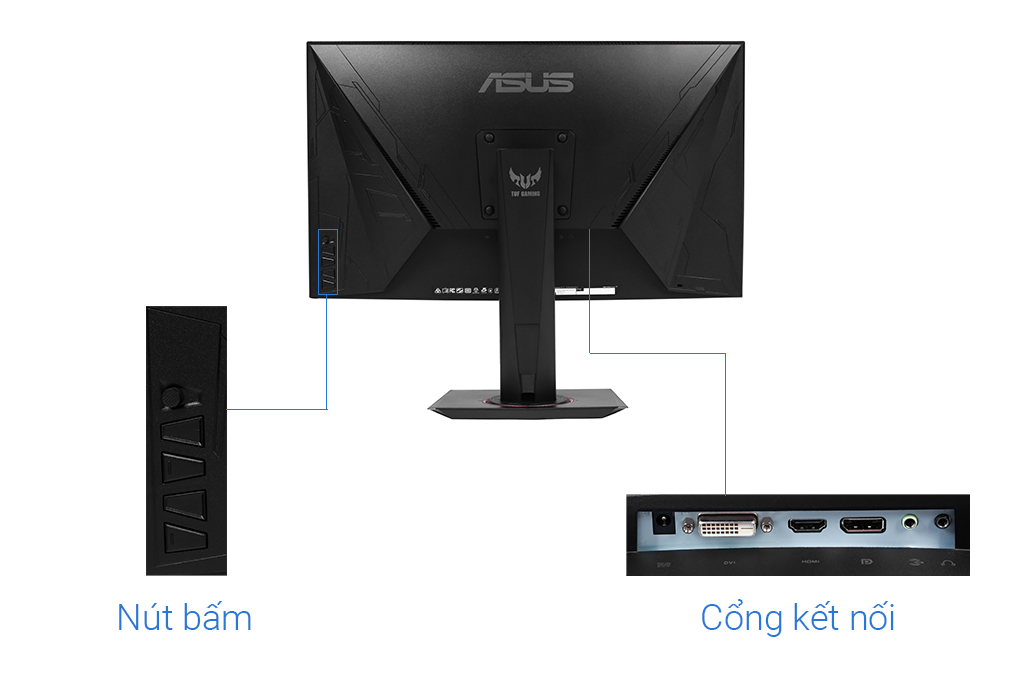 ASUS
TUF GAMING
DVI
HDMI
Nút bấm
Cổng kết nối